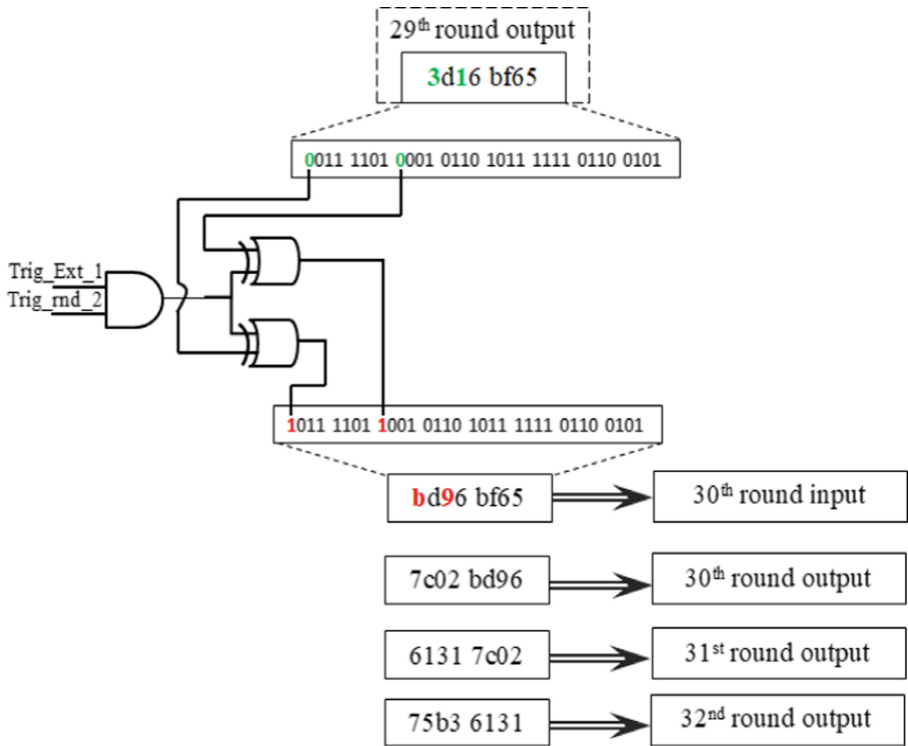 29th round output
3d16 bf65
0011 1101 0001 0110 1011 1111 0110 0101
Trig_Ext_1
Trig_rnd_2
1011 1101 1001 0110 1011 1111 0110 0101
bd96 bf65
30th round input
7c02 bd96
30th round output
6131 7c02
31st round output
75b3 6131
32nd round output